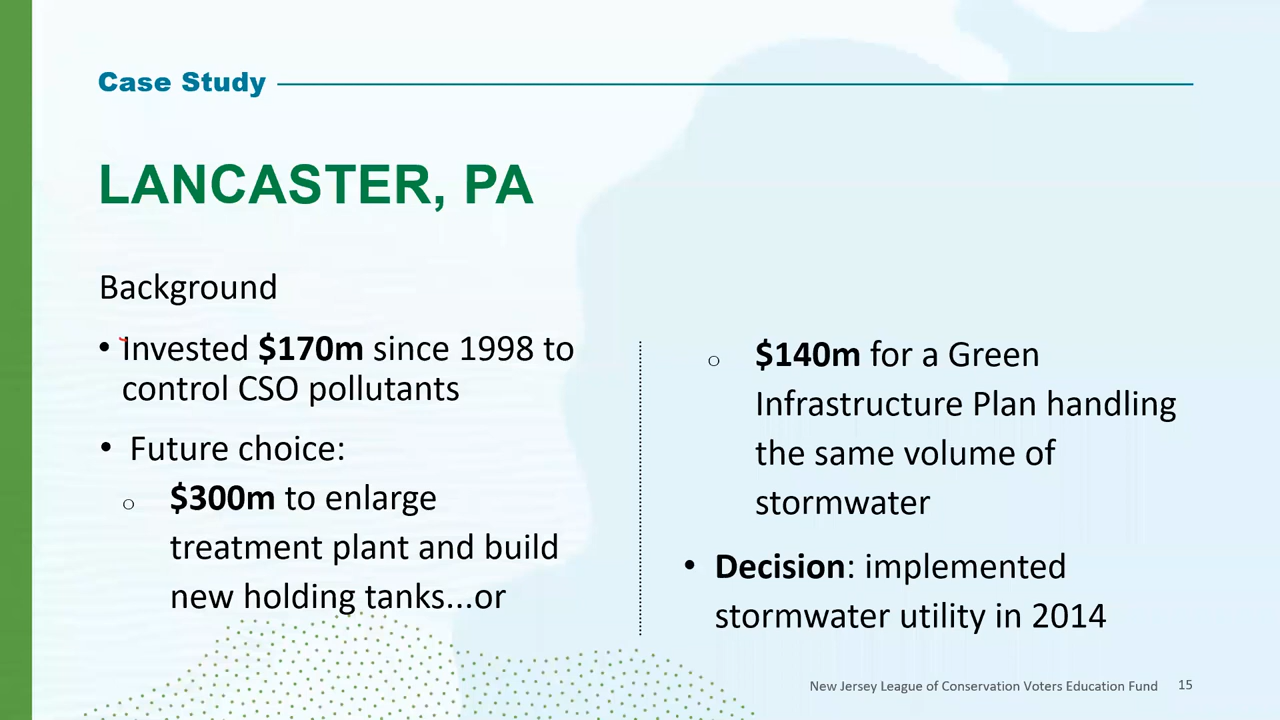 Case Study
LANCASTER, PA
Background
• Invested $170m since 1998 to
control CSO pollutants
• Future choice:
○ $300m to enlarge
treatment plant and build
new holding tanks...or
○ $140m for a Green
Infrastructure Plan handling
the same volume of
stormwater
• Decision: implemented
stormwater utility in 2014
New Jersey League of Conservation Voters Education Fund 15